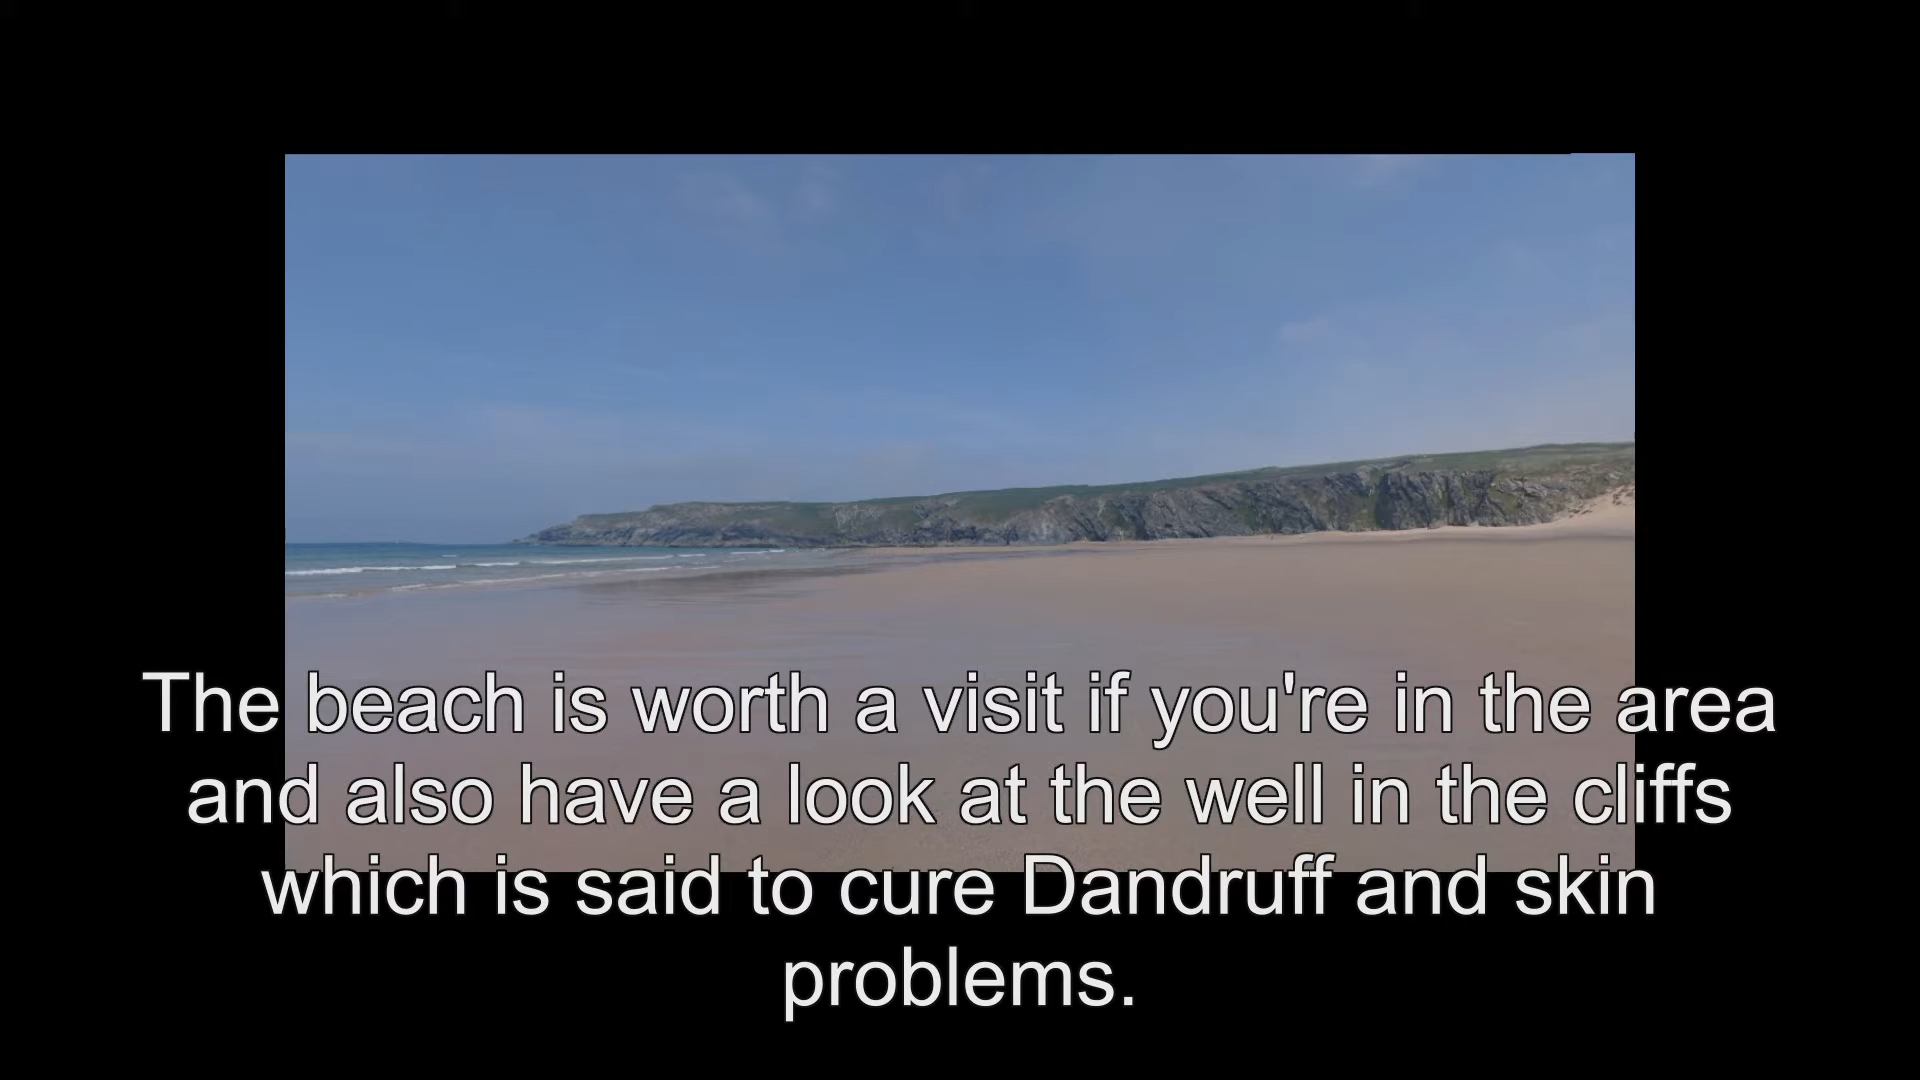 The beach is worth a visit if you're in the area
and also have a look at the well in the cliffs
which is said to cure Dandruff and skin
problems.